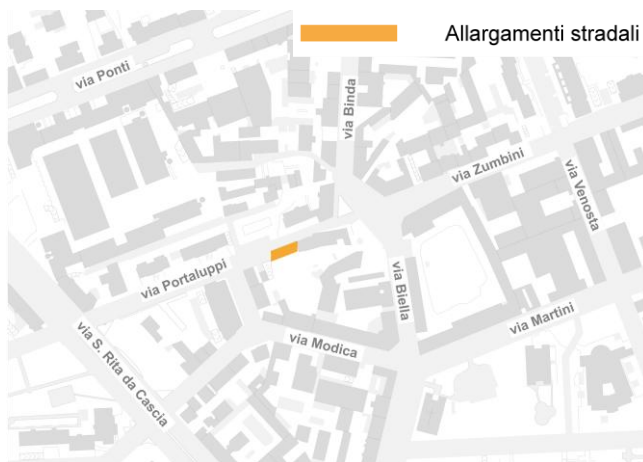 Allargamenti stradali
via Ponti
via Binda
via Zumbini
via Venosta
via Portaluppi
via Biella
via Martini
via Modica
via S. Rita da Cascia